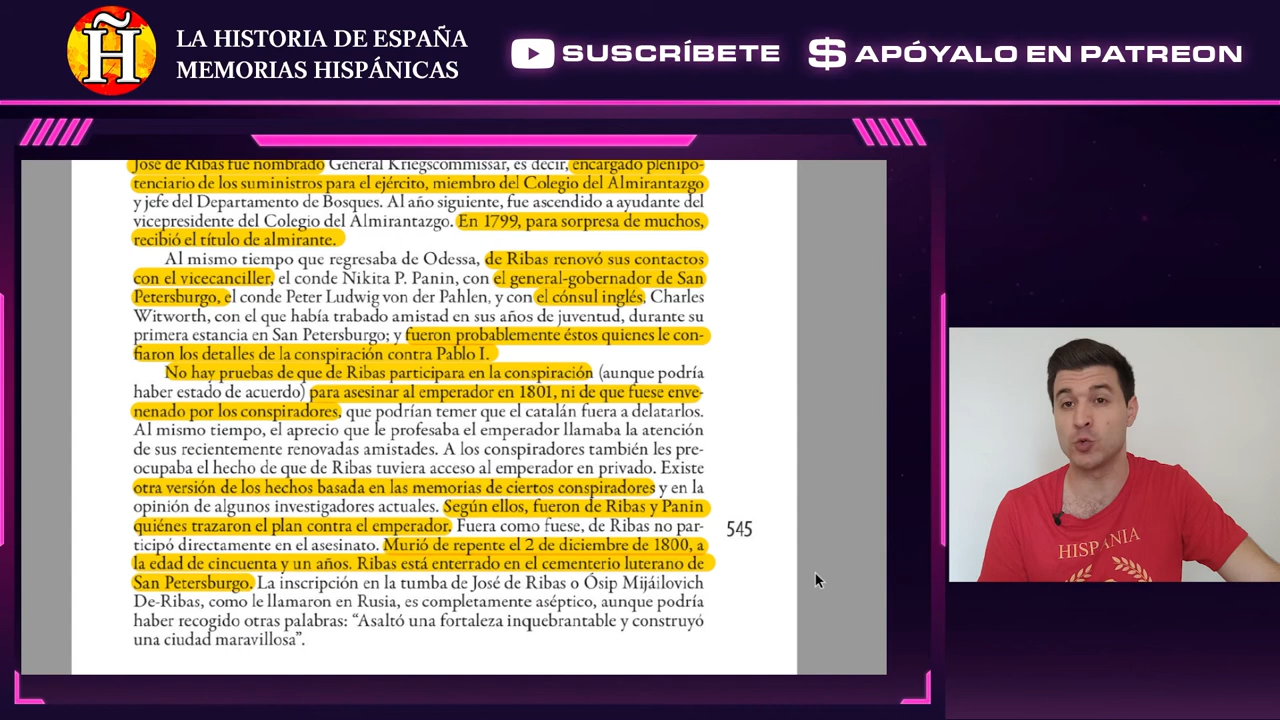 Ñ
H
LA HISTORIA DE ESPAÑA
MEMORIAS HISPÁNICAS
SUSCRÍBETE
$ APÓYALO EN PATREON
José de Ribas fue nombrado General Kriegscommissar, es decir, encargado plenipo-
tenciario de los suministros para el ejército, miembro del Colegio del Almirantazgo
y jefe del Departamento de Bosques. Al año siguiente, fue ascendido a ayudante del
vicepresidente del Colegio del Almirantazgo. En 1799, para sorpresa de muchos,
recibió el título de almirante.
Al mismo tiempo que regresaba de Odessa, de Ribas renovó sus contactos
con el vicecanciller, el conde Nikita P. Panin, con el general-gobernador de San
Petersburgo, el conde Peter Ludwig von der Pahlen, y con el cónsul inglés, Charles
Witworth, con el que había trabado amistad en sus años de juventud, durante su
primera estancia en San Petersburgo; y fueron probablemente éstos quienes le con-
fiaron los detalles de la conspiración contra Pablo I.
No hay pruebas de que de Ribas participara en la conspiración (aunque podría
haber estado de acuerdo) para asesinar al emperador en 1801, ni de que fuese enve-
nenado por los conspiradores, que podrían temer que el catalán fuera a delatarlos.
Al mismo tiempo, el aprecio que le profesaba el emperador llamaba la atención
de sus recientemente renovadas amistades. A los conspiradores también les pre-
ocupaba el hecho de que de Ribas tuviera acceso al emperador en privado. Existe
otra versión de los hechos basada en las memorias de ciertos conspiradores y en la
opinión de algunos investigadores actuales. Según ellos, fueron de Ribas y Panin
quiénes trazaron el plan contra el emperador. Fuera como fuese, de Ribas no par-
ticipó directamente en el asesinato. Murió de repente el 2 de diciembre de 1800, a
la edad de cincuenta y un años. Ribas está enterrado en el cementerio luterano de
San Petersburgo. La inscripción en la tumba de José de Ribas o Ósip Mijáilovich
De-Ribas, como le llamaron en Rusia, es completamente aséptico, aunque podría
haber recogido otras palabras: “Asaltó una fortaleza inquebrantable y construyó
una ciudad maravillosa”.
545
HISPANIA